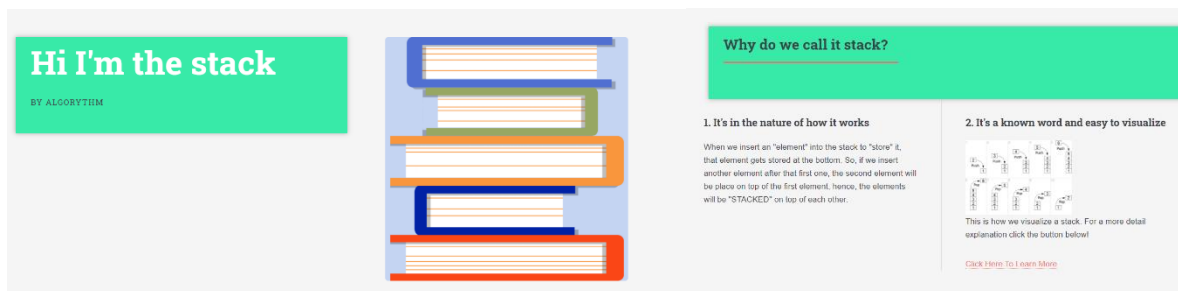 Hi I'm the stack
BY ALGORYTHM
Why do we call it stack?
1. It's in the nature of how it works
When we insert an "element" into the stack to "store" it,
that element gets stored at the bottom. So, if we insert
another element after that first one, the second element will
be place on top of the first element, hence, the elements
will be "STACKED" on top of each other.
2. It's a known word and easy to visualize
This is how we visualize a stack. For a more detail
explanation click the button below!
Click Here To Learn More